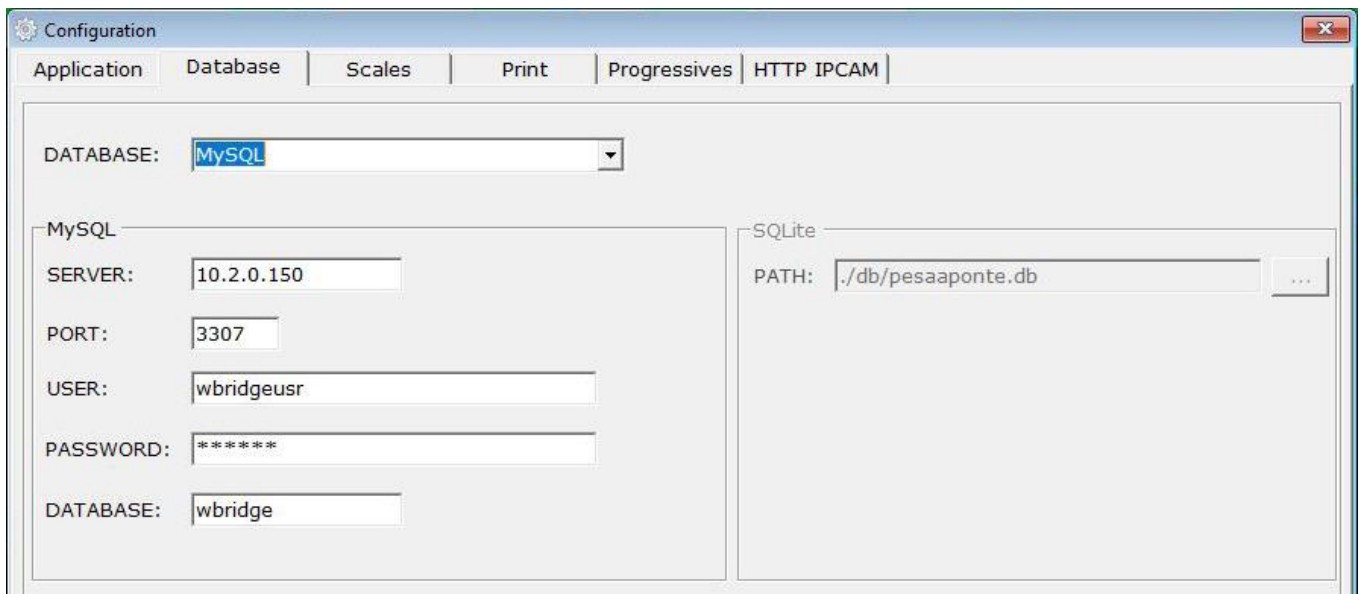 Configuration
Application Database Scales Print Progressives HTTP IPCAM
DATABASE: MySQL
MySQL
SERVER: 10.2.0.150
PORT: 3307
USER: wbridgeusr
PASSWORD: ******
DATABASE: wbridge
SQLite
PATH: ./db/pesaaponte.db ...